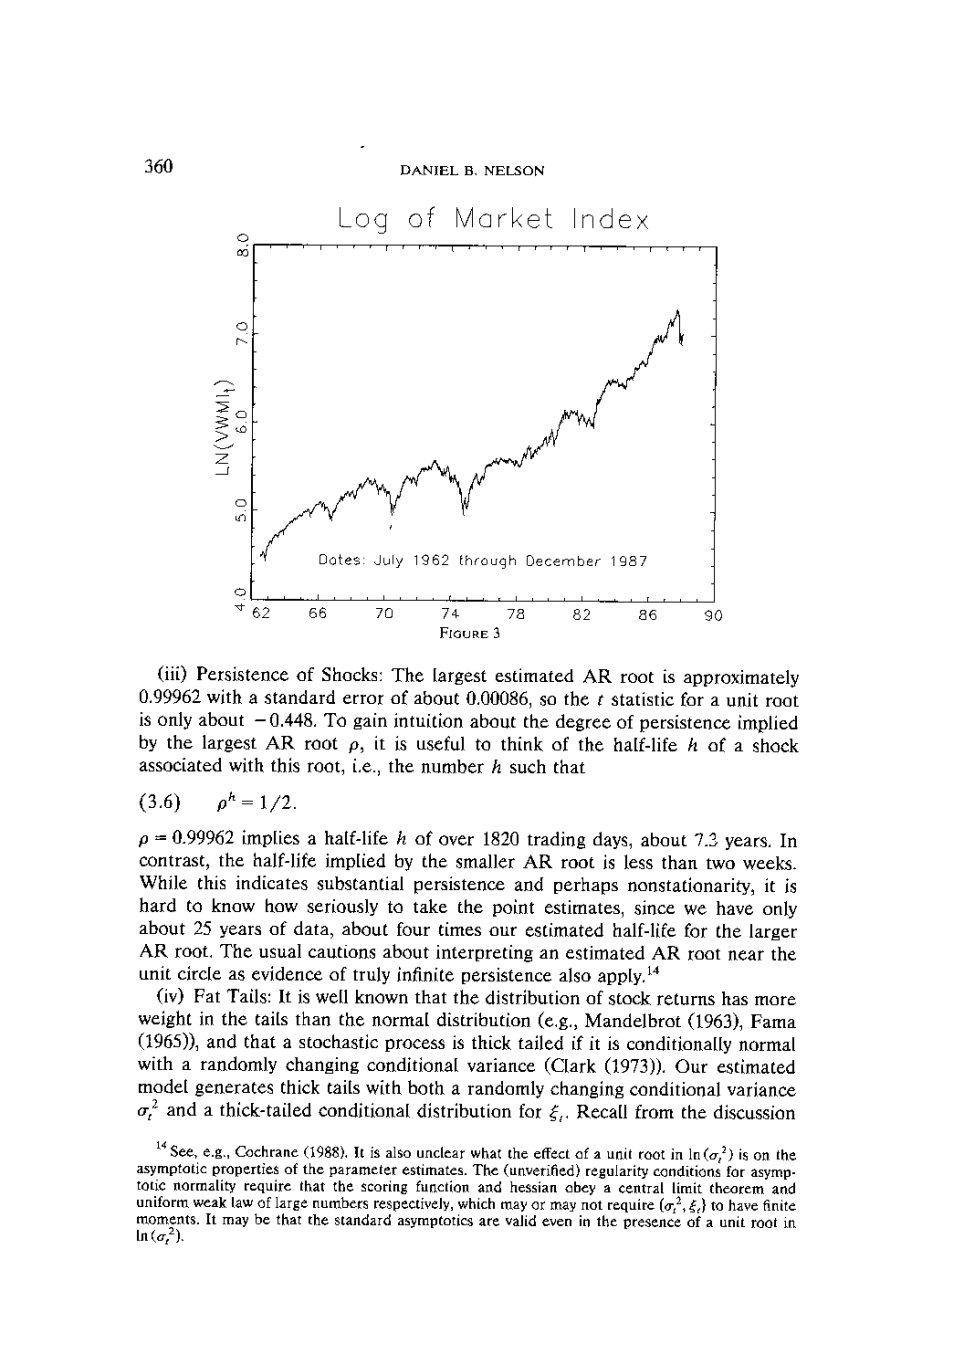 360
DANIEL B. NELSON
Log of Market Index
8.0
7.0
6.0
5.0
4.0
LN(VWMI_t)
Dates: July 1962 through December 1987
62 66 70 74 78 82 86 90
FIGURE 3
(iii) Persistence of Shocks: The largest estimated AR root is approximately
0.99962 with a standard error of about 0.00086, so the t statistic for a unit root
is only about −0.448. To gain intuition about the degree of persistence implied
by the largest AR root ρ, it is useful to think of the half-life h of a shock
associated with this root, i.e., the number h such that
(3.6) ρ^h = 1/2.
ρ = 0.99962 implies a half-life h of over 1820 trading days, about 7.3 years. In
contrast, the half-life implied by the smaller AR root is less than two weeks.
While this indicates substantial persistence and perhaps nonstationarity, it is
hard to know how seriously to take the point estimates, since we have only
about 25 years of data, about four times our estimated half-life for the larger
AR root. The usual cautions about interpreting an estimated AR root near the
unit circle as evidence of truly infinite persistence also apply.¹⁴
(iv) Fat Tails: It is well known that the distribution of stock returns has more
weight in the tails than the normal distribution (e.g., Mandelbrot (1963), Fama
(1965)), and that a stochastic process is thick tailed if it is conditionally normal
with a randomly changing conditional variance (Clark (1973)). Our estimated
model generates thick tails with both a randomly changing conditional variance
σ_t² and a thick-tailed conditional distribution for ξ_t. Recall from the discussion
¹⁴ See, e.g., Cochrane (1988). It is also unclear what the effect of a unit root in ln(σ_t²) is on the
asymptotic properties of the parameter estimates. The (unverified) regularity conditions for asymp-
totic normality require that the scoring function and hessian obey a central limit theorem and
uniform weak law of large numbers respectively, which may or may not require (σ_t², ξ_t) to have finite
moments. It may be that the standard asymptotics are valid even in the presence of a unit root in
ln(σ_t²).